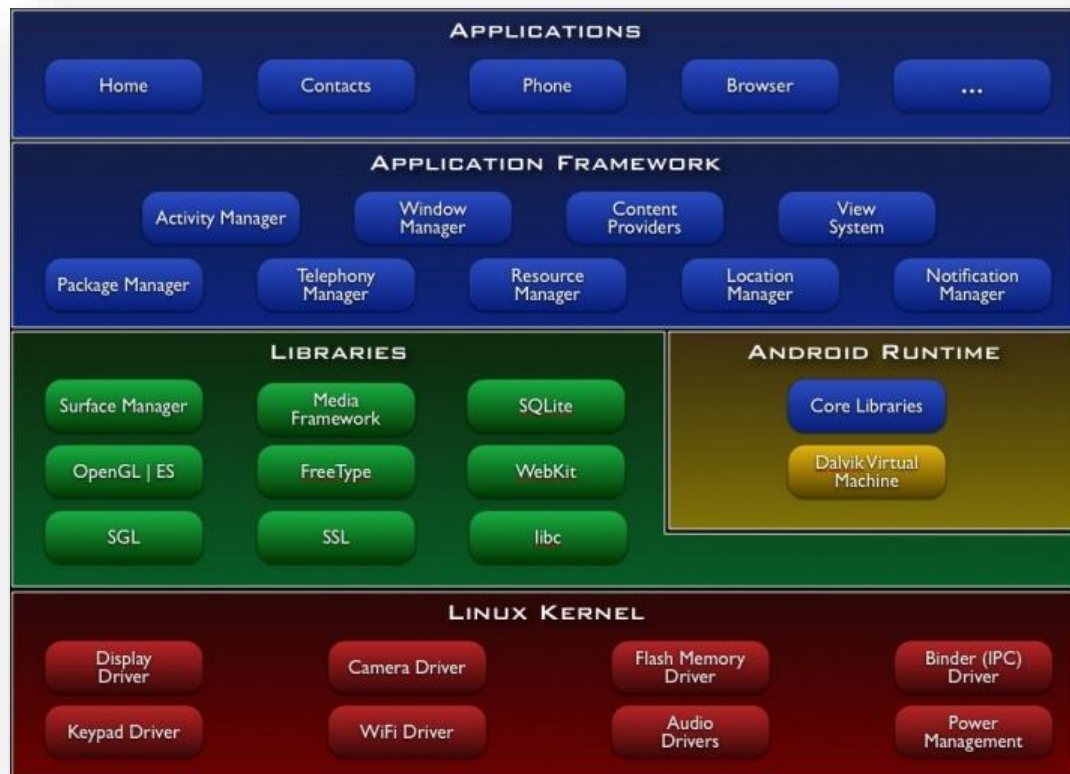 APPLICATIONS
Home
Contacts
Phone
Browser
...
APPLICATION FRAMEWORK
Activity Manager
Window
Manager
Content
Providers
View
System
Package Manager
Telephony
Manager
Resource
Manager
Location
Manager
Notification
Manager
LIBRARIES
Surface Manager
Media
Framework
SQLite
OpenGL | ES
FreeType
WebKit
SGL
SSL
libc
ANDROID RUNTIME
Core Libraries
Dalvik Virtual
Machine
LINUX KERNEL
Display
Driver
Camera Driver
Flash Memory
Driver
Binder (IPC)
Driver
Keypad Driver
WiFi Driver
Audio
Drivers
Power
Management